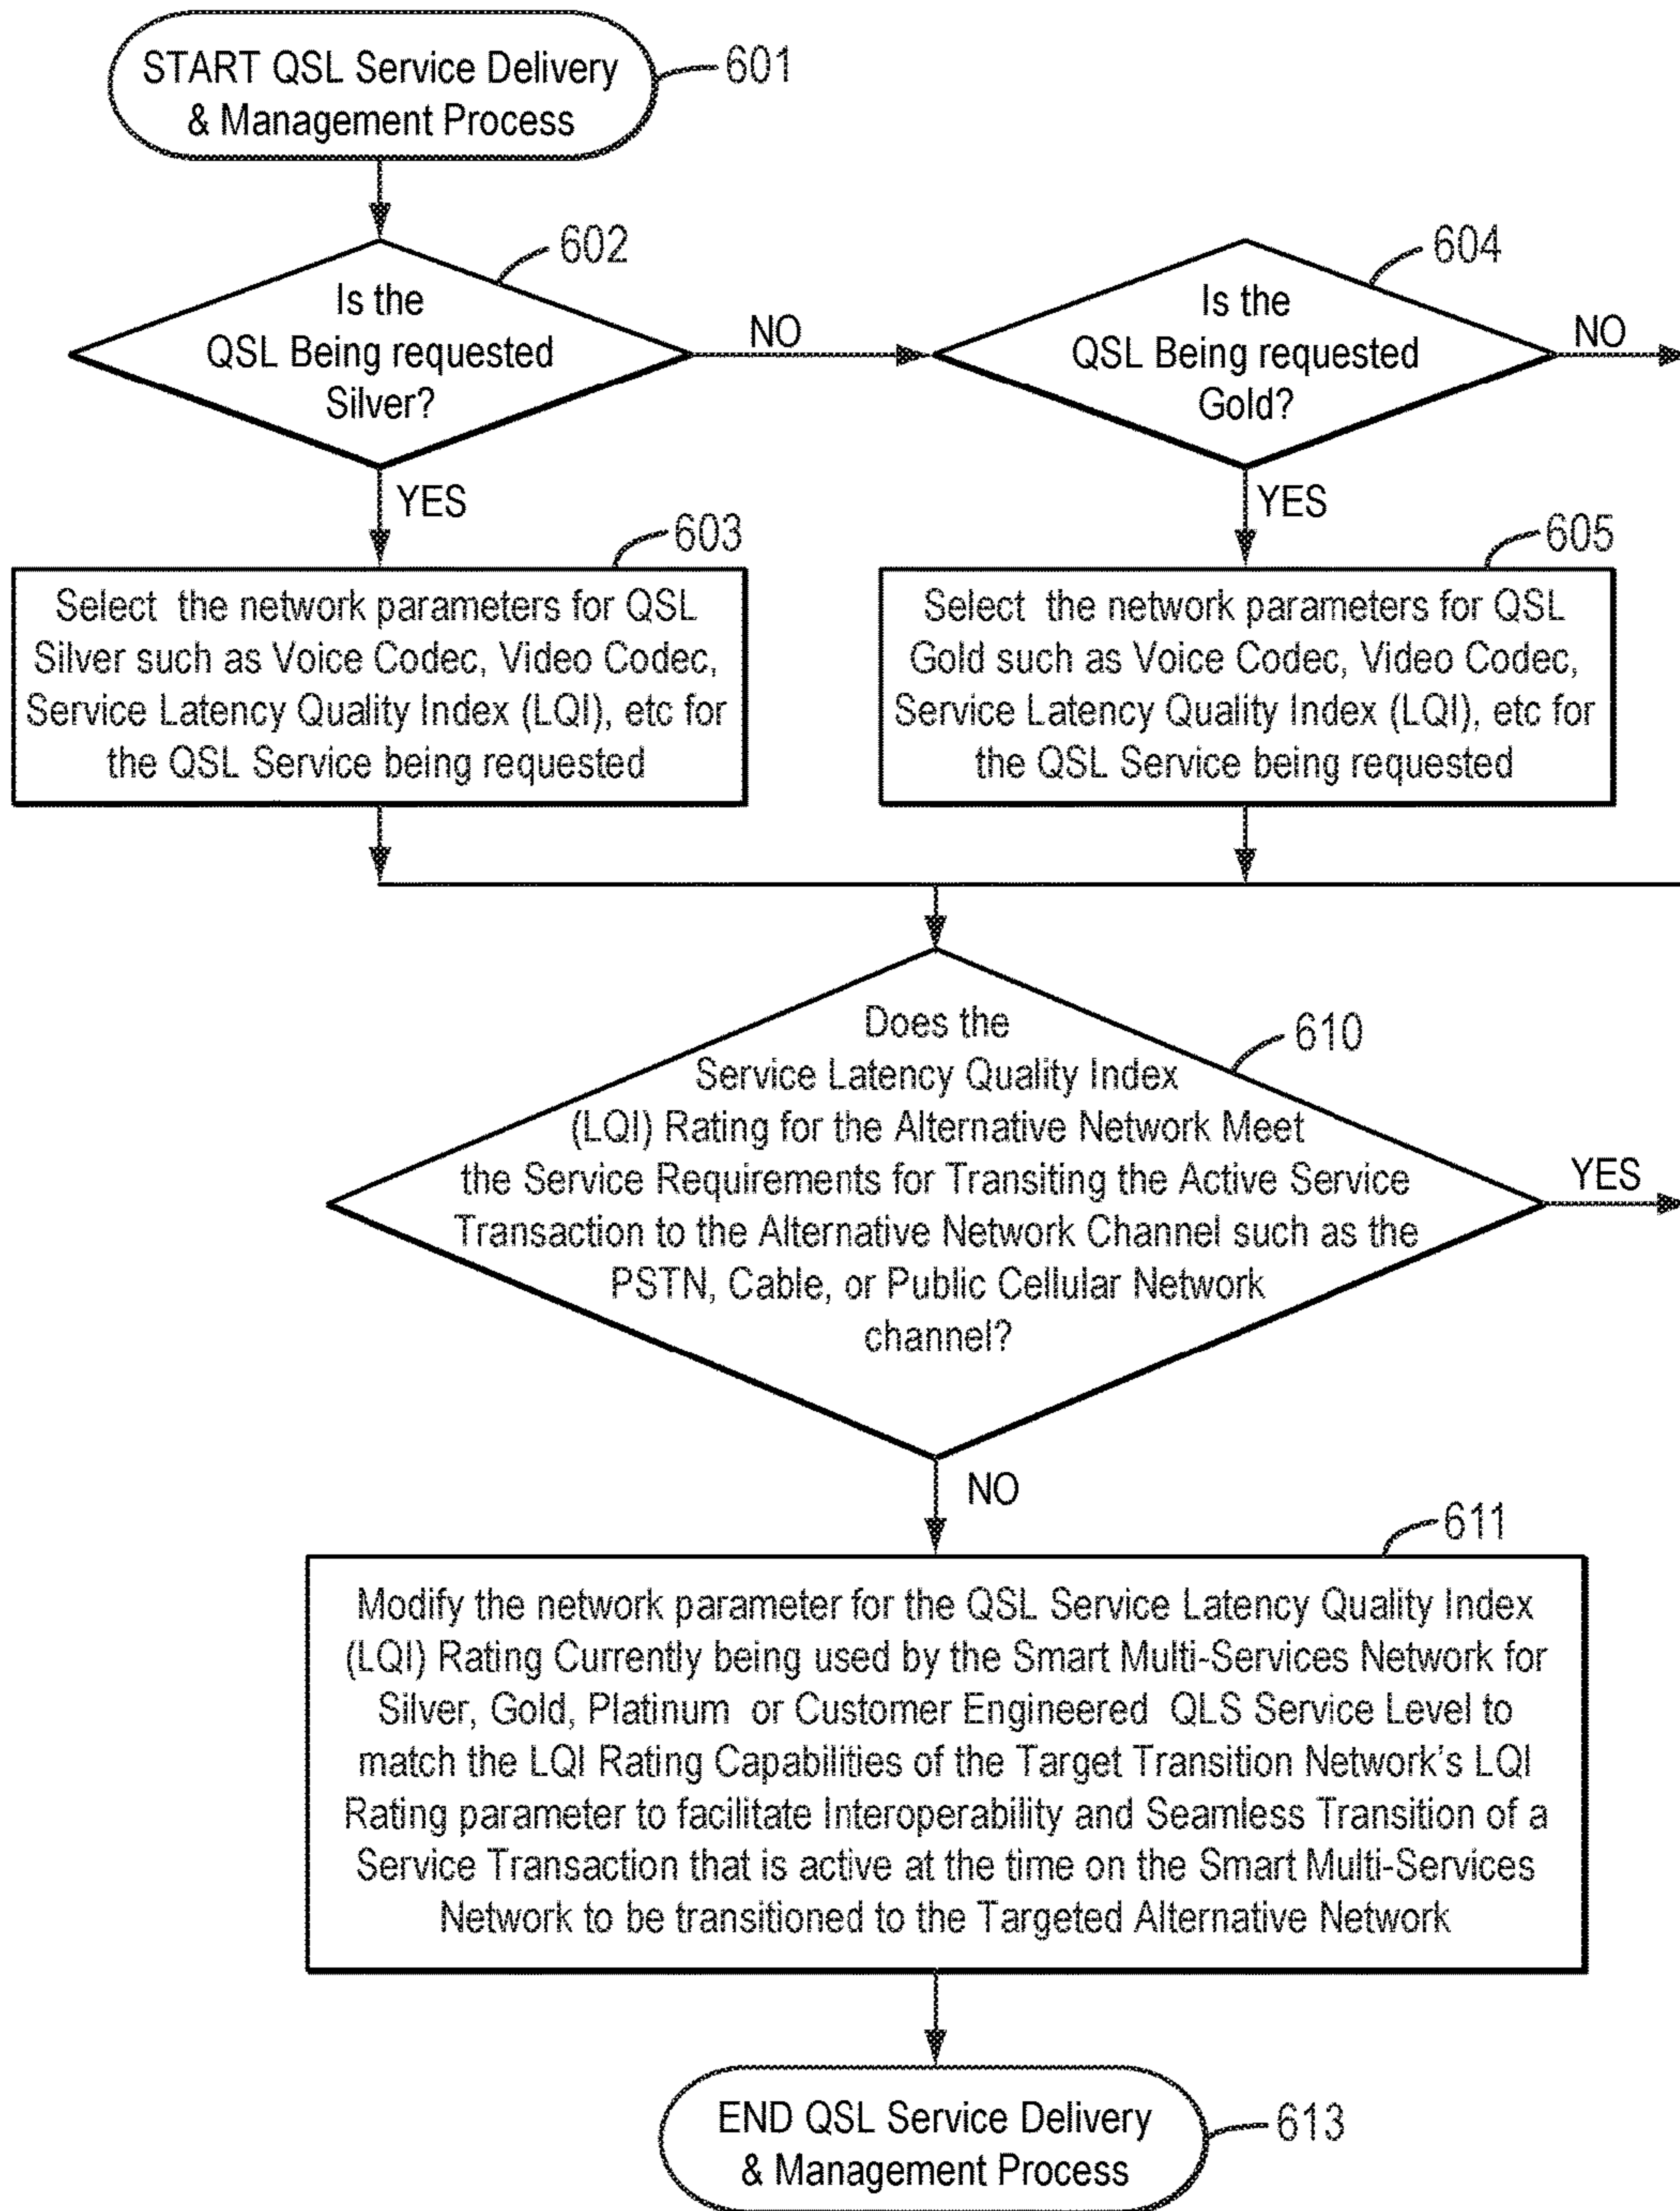 START QSL Service Delivery
& Management Process
601
602
Is the
QSL Being requested
Silver?
NO
YES
604
Is the
QSL Being requested
Gold?
NO
YES
603
Select the network parameters for QSL
Silver such as Voice Codec, Video Codec,
Service Latency Quality Index (LQI), etc for
the QSL Service being requested
605
Select the network parameters for QSL
Gold such as Voice Codec, Video Codec,
Service Latency Quality Index (LQI), etc for
the QSL Service being requested
610
Does the
Service Latency Quality Index
(LQI) Rating for the Alternative Network Meet
the Service Requirements for Transiting the Active Service
Transaction to the Alternative Network Channel such as the
PSTN, Cable, or Public Cellular Network
channel?
YES
NO
611
Modify the network parameter for the QSL Service Latency Quality Index
(LQI) Rating Currently being used by the Smart Multi-Services Network for
Silver, Gold, Platinum or Customer Engineered QLS Service Level to
match the LQI Rating Capabilities of the Target Transition Network's LQI
Rating parameter to facilitate Interoperability and Seamless Transition of a
Service Transaction that is active at the time on the Smart Multi-Services
Network to be transitioned to the Targeted Alternative Network
END QSL Service Delivery
& Management Process
613